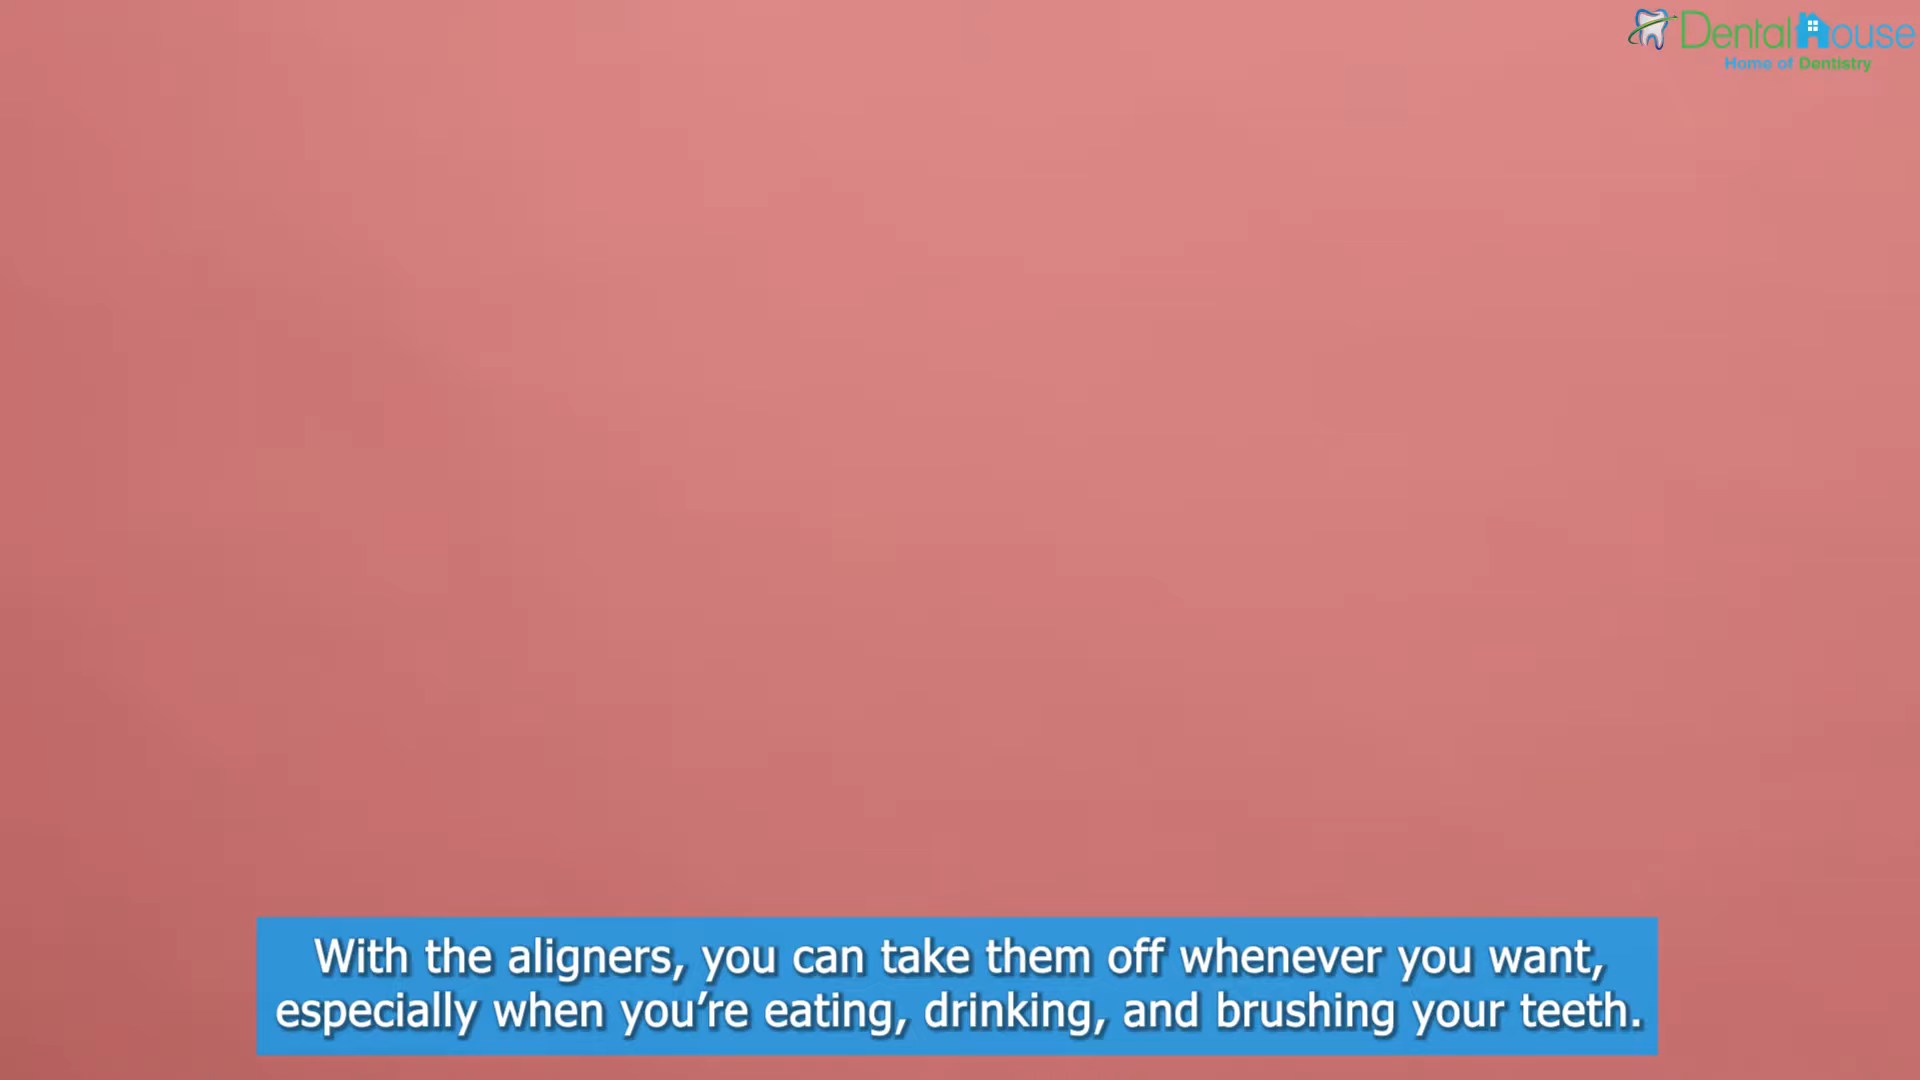 DentalHouse
Home of Dentistry
With the aligners, you can take them off whenever you want,
especially when you’re eating, drinking, and brushing your teeth.